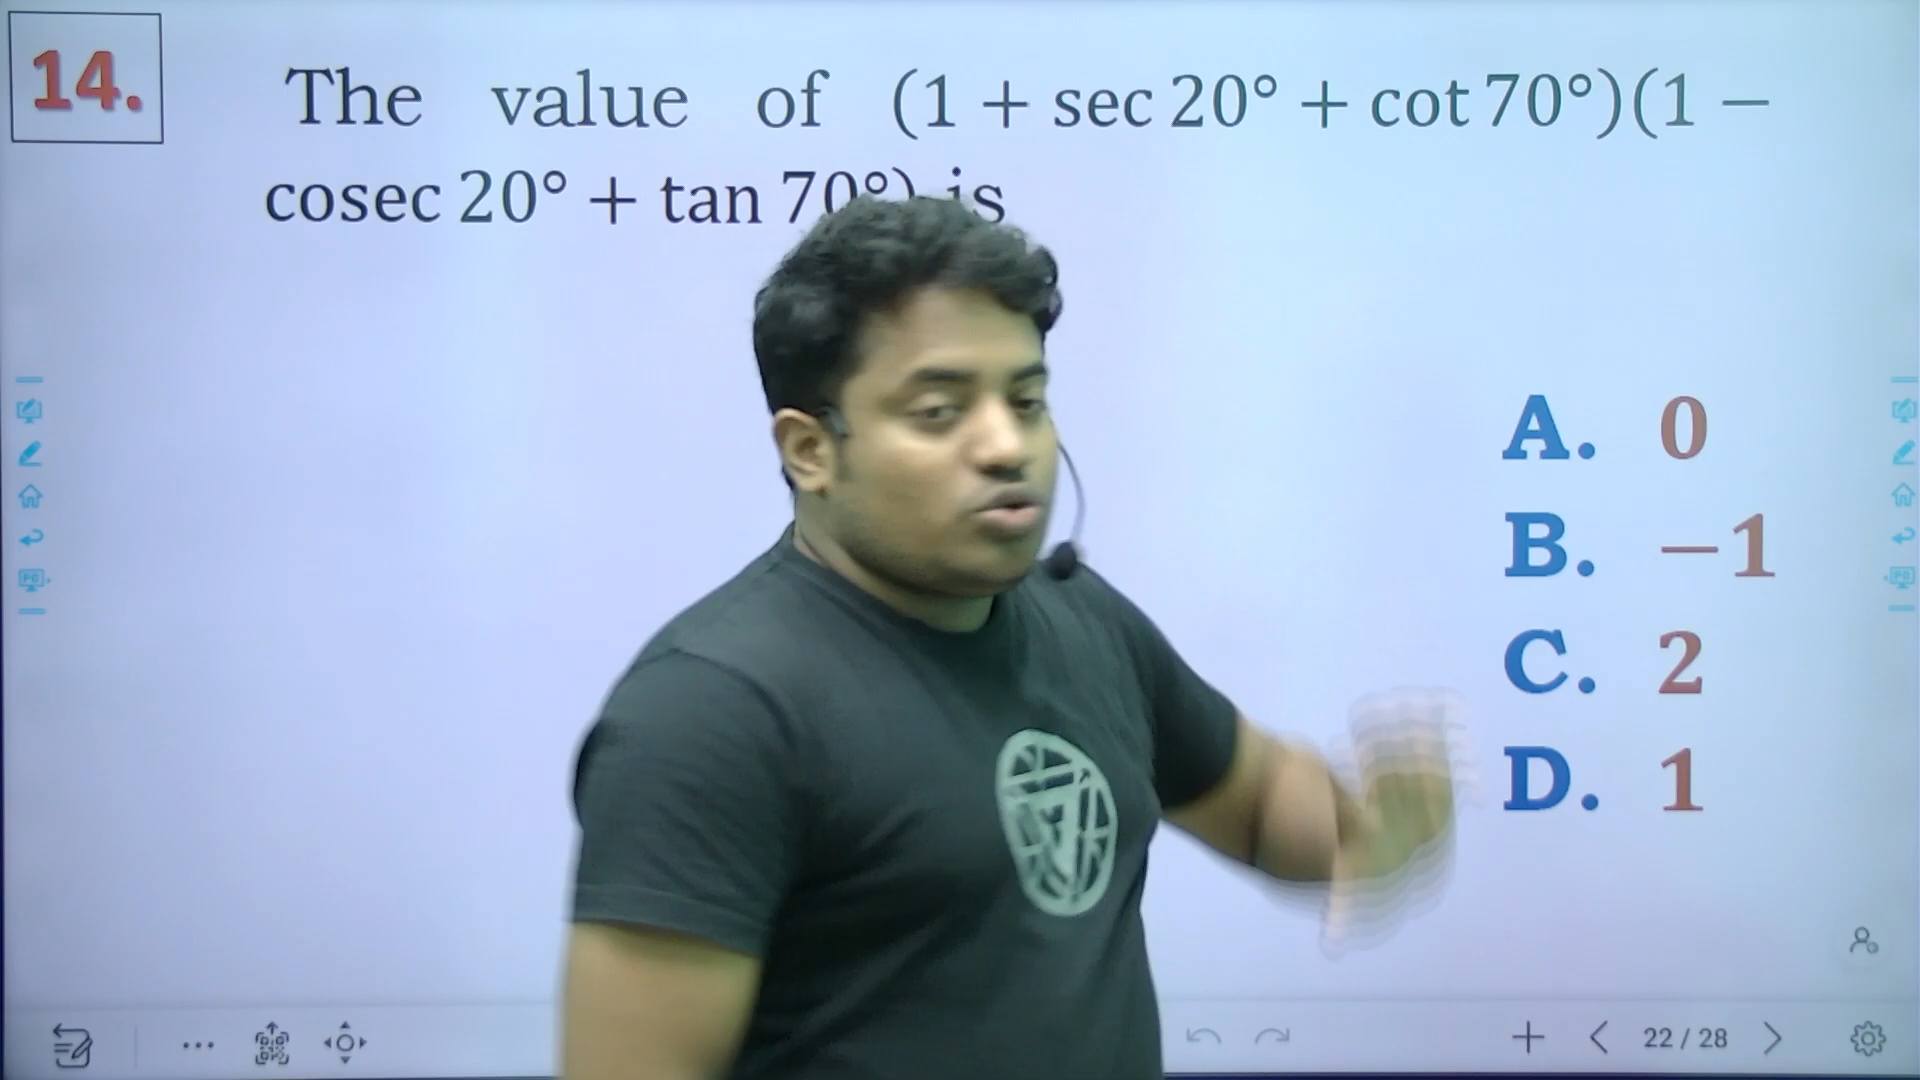 14.
The value of (1 + sec 20° + cot 70°)(1 −
cosec 20° + tan 70°) is
A. 0
B. −1
C. 2
D. 1
22 / 28